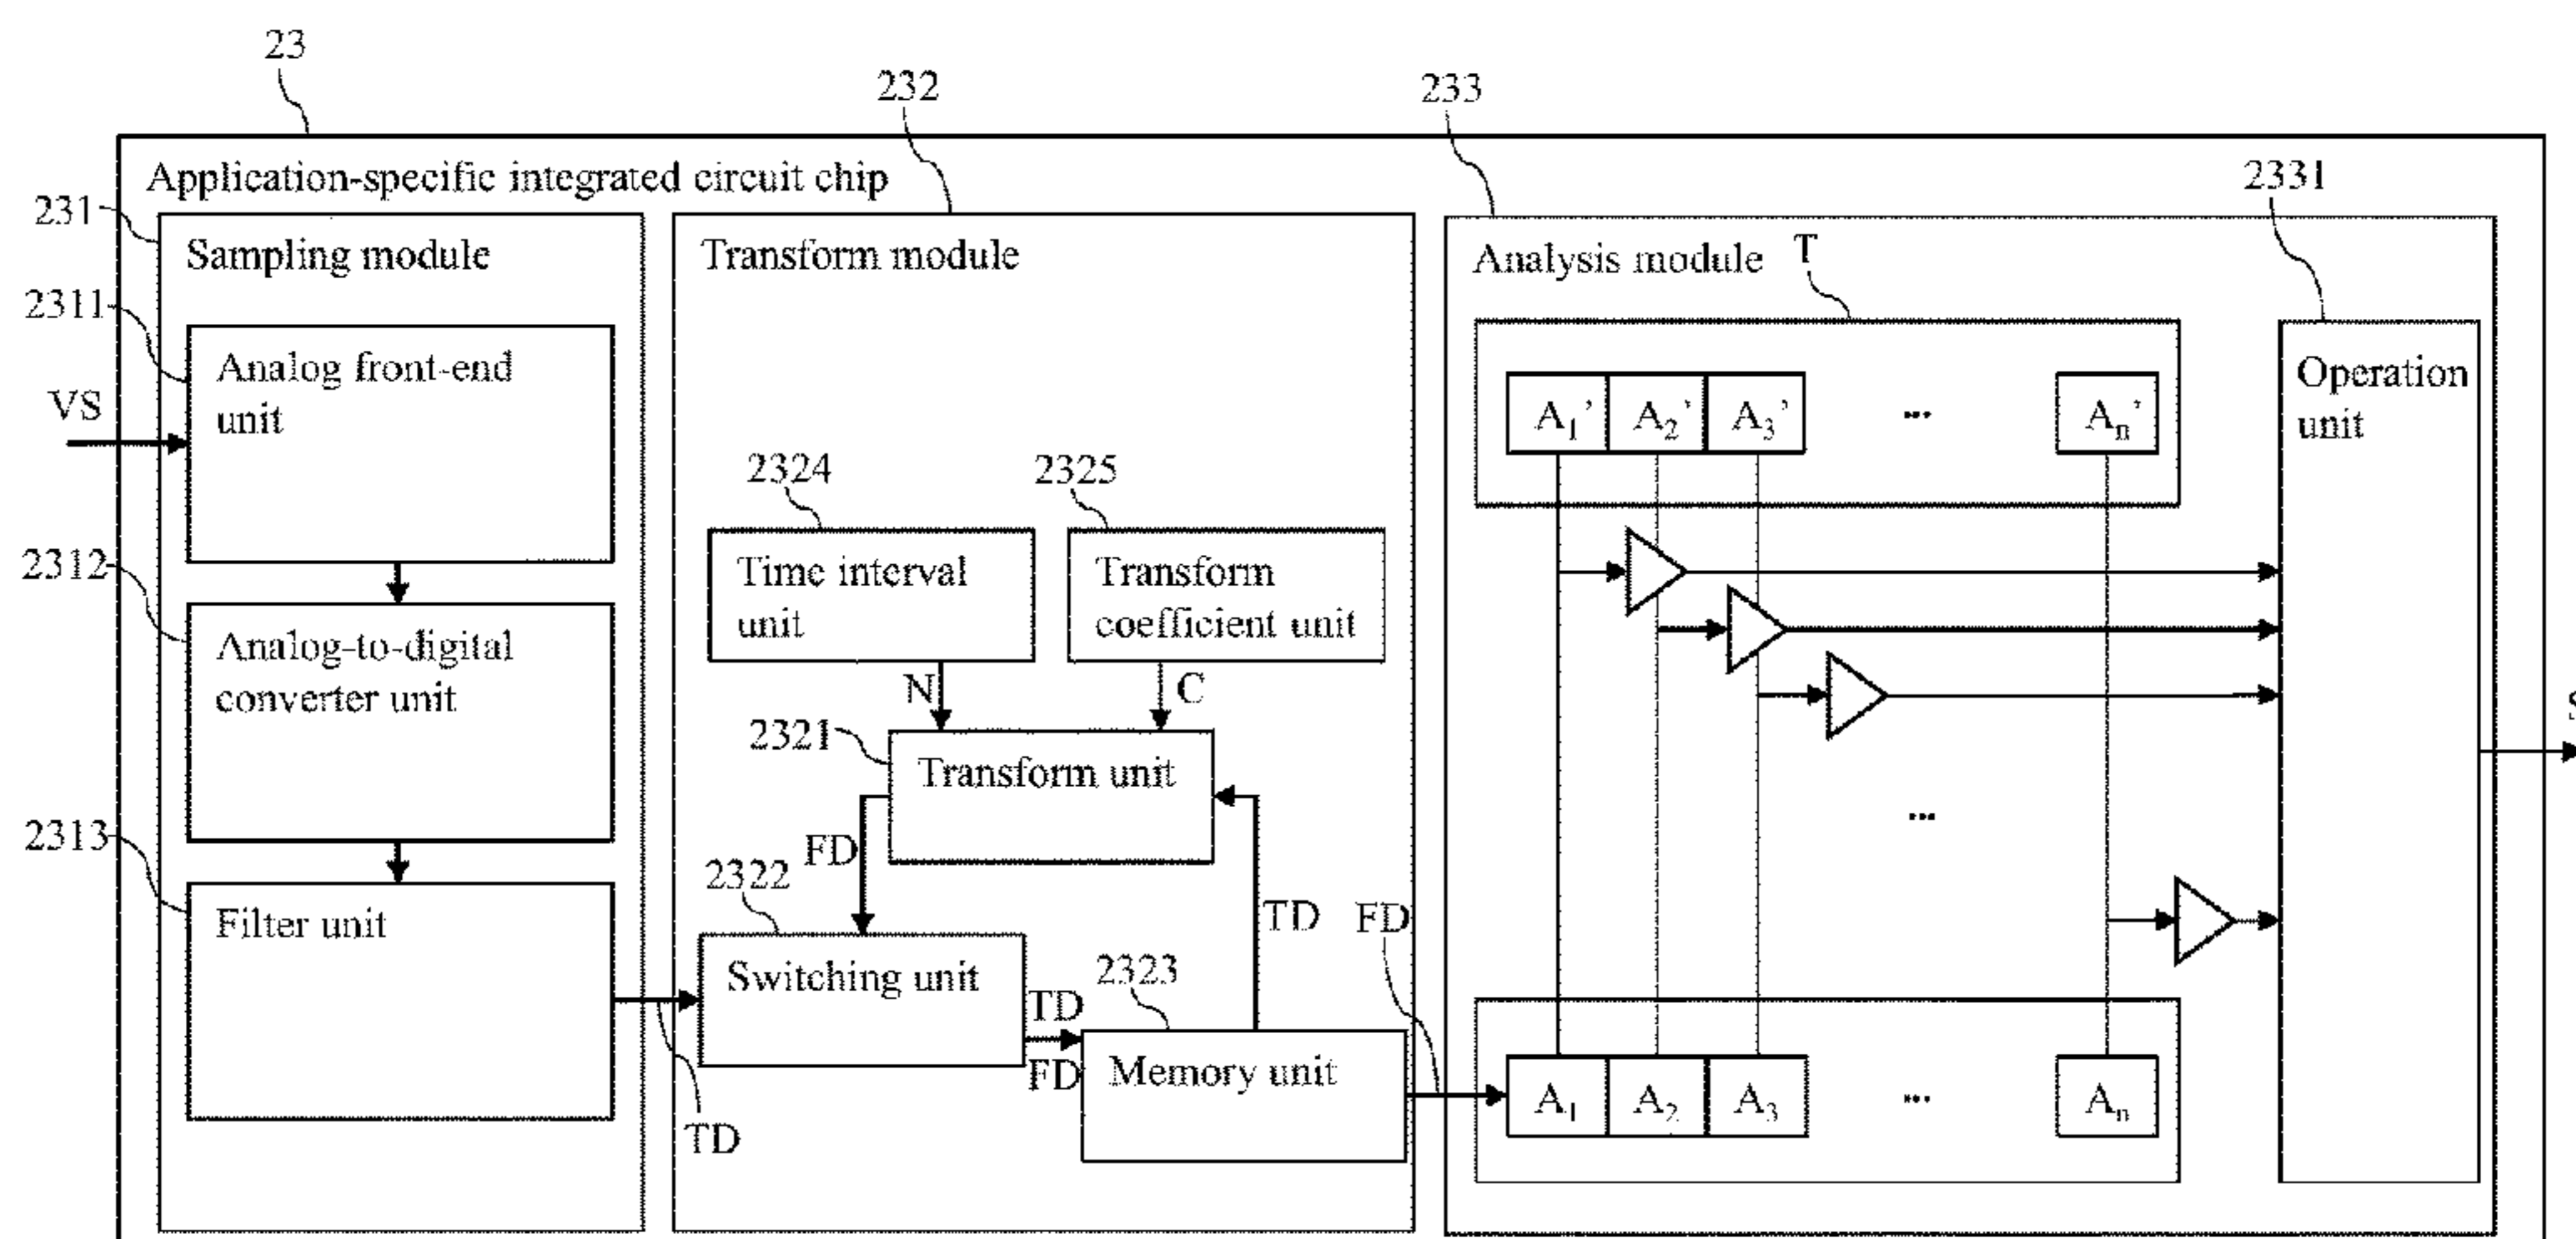 23
232
233
Application-specific integrated circuit chip
2331
231
Sampling module
Transform module
Analysis module
T
2311
Analog front-end
unit
VS
A1’ A2’ A3’ ... An’
Operation
unit
2324
2325
2312
Time interval
unit
Transform
coefficient unit
Analog-to-digital
converter unit
N
C
S
2321
Transform unit
...
2313
FD
2322
Filter unit
TD
FD
Switching unit
2323
TD
FD
Memory unit
A1 A2 A3 ... An
TD